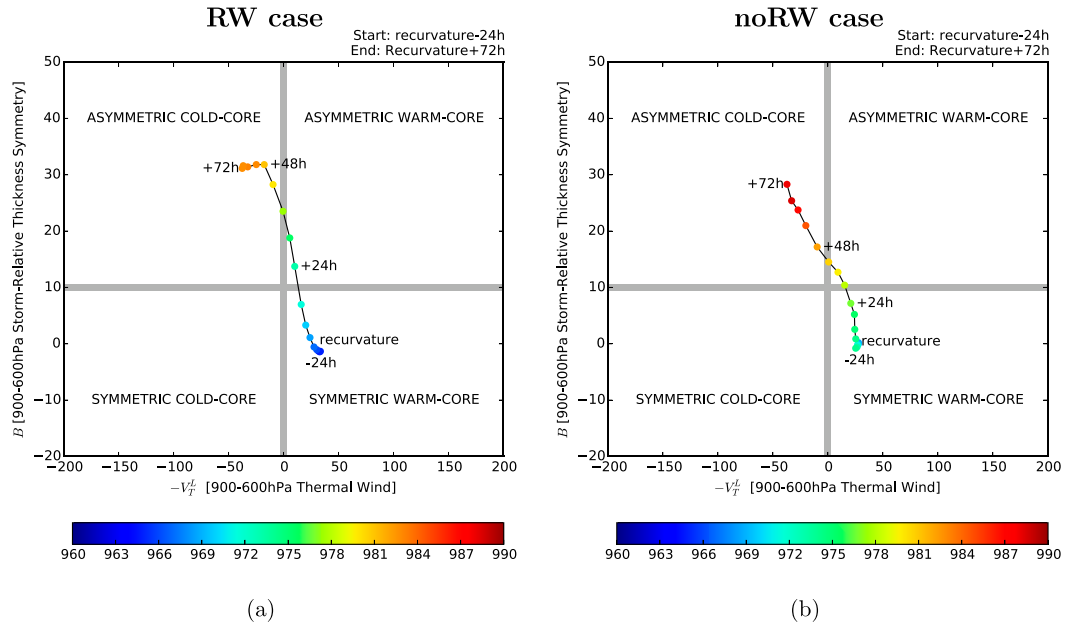 RW case
Start: recurvature-24h
End: Recurvature+72h
50
40
30
20
10
0
−10
−20
B [900-600hPa Storm-Relative Thickness Symmetry]
ASYMMETRIC COLD-CORE
ASYMMETRIC WARM-CORE
+72h
+48h
+24h
recurvature
-24h
SYMMETRIC COLD-CORE
SYMMETRIC WARM-CORE
−200 −150 −100 −50 0 50 100 150 200
−V_T^L [900-600hPa Thermal Wind]
960 963 966 969 972 975 978 981 984 987 990
(a)
noRW case
Start: recurvature-24h
End: Recurvature+72h
50
40
30
20
10
0
−10
−20
B [900-600hPa Storm-Relative Thickness Symmetry]
ASYMMETRIC COLD-CORE
ASYMMETRIC WARM-CORE
+72h
+48h
+24h
recurvature
-24h
SYMMETRIC COLD-CORE
SYMMETRIC WARM-CORE
−200 −150 −100 −50 0 50 100 150 200
−V_T^L [900-600hPa Thermal Wind]
960 963 966 969 972 975 978 981 984 987 990
(b)